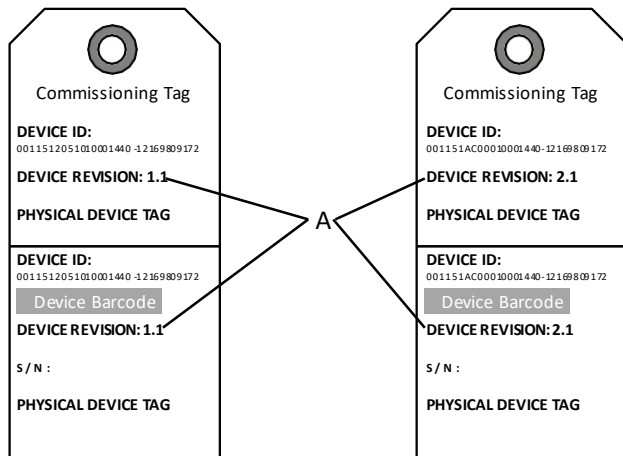 Commissioning Tag
DEVICE ID:
0011512051010001440-12169809172
DEVICE REVISION: 1.1
PHYSICAL DEVICE TAG
DEVICE ID:
0011512051010001440-12169809172
Device Barcode
DEVICE REVISION: 1.1
S / N :
PHYSICAL DEVICE TAG
A
Commissioning Tag
DEVICE ID:
001151AC00010001440-12169809172
DEVICE REVISION: 2.1
PHYSICAL DEVICE TAG
DEVICE ID:
001151AC00010001440-12169809172
Device Barcode
DEVICE REVISION: 2.1
S / N :
PHYSICAL DEVICE TAG